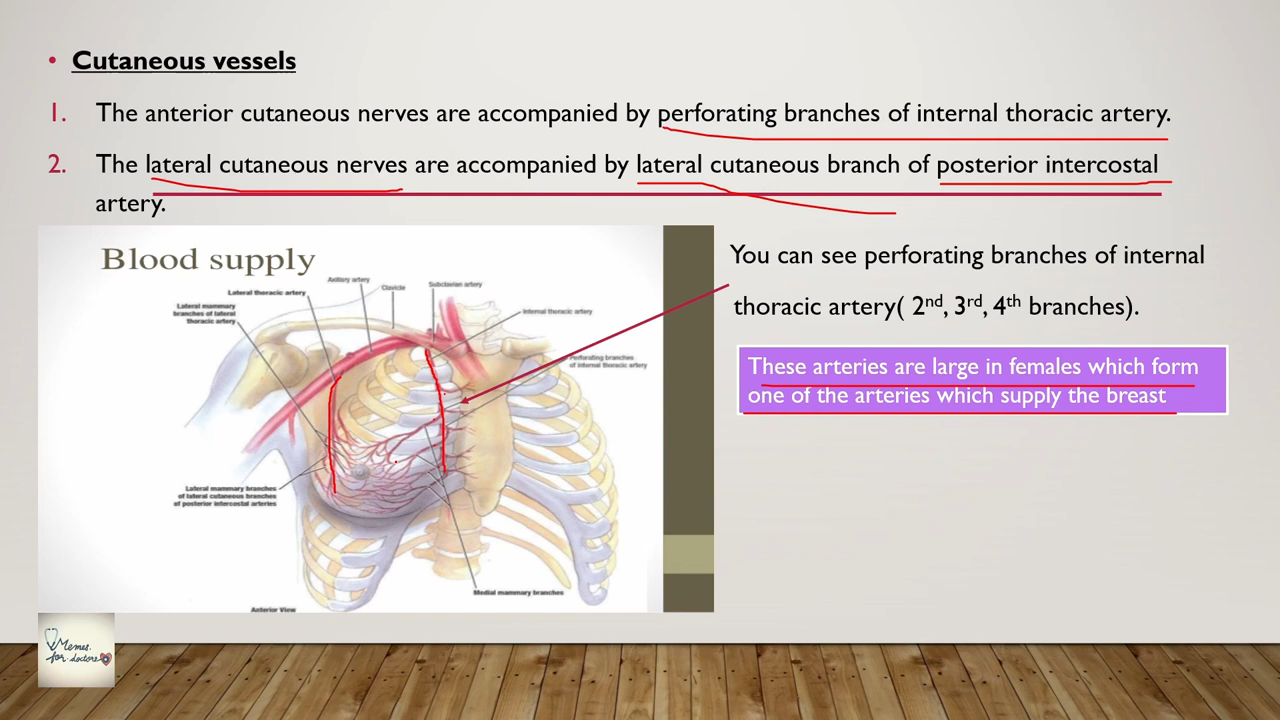 • Cutaneous vessels
1. The anterior cutaneous nerves are accompanied by perforating branches of internal thoracic artery.
2. The lateral cutaneous nerves are accompanied by lateral cutaneous branch of posterior intercostal
artery.
You can see perforating branches of internal
thoracic artery( 2nd, 3rd, 4th branches).
These arteries are large in females which form
one of the arteries which supply the breast
Blood supply
Axillary artery
Clavicle
Subclavian artery
Lateral thoracic artery
Lateral mammary
branches of lateral
thoracic artery
Internal thoracic artery
Perforating branches
of internal thoracic artery
Lateral mammary branches
of lateral cutaneous branches
of posterior intercostal arteries
Medial mammary branches
Anterior View
Memes
for doctors